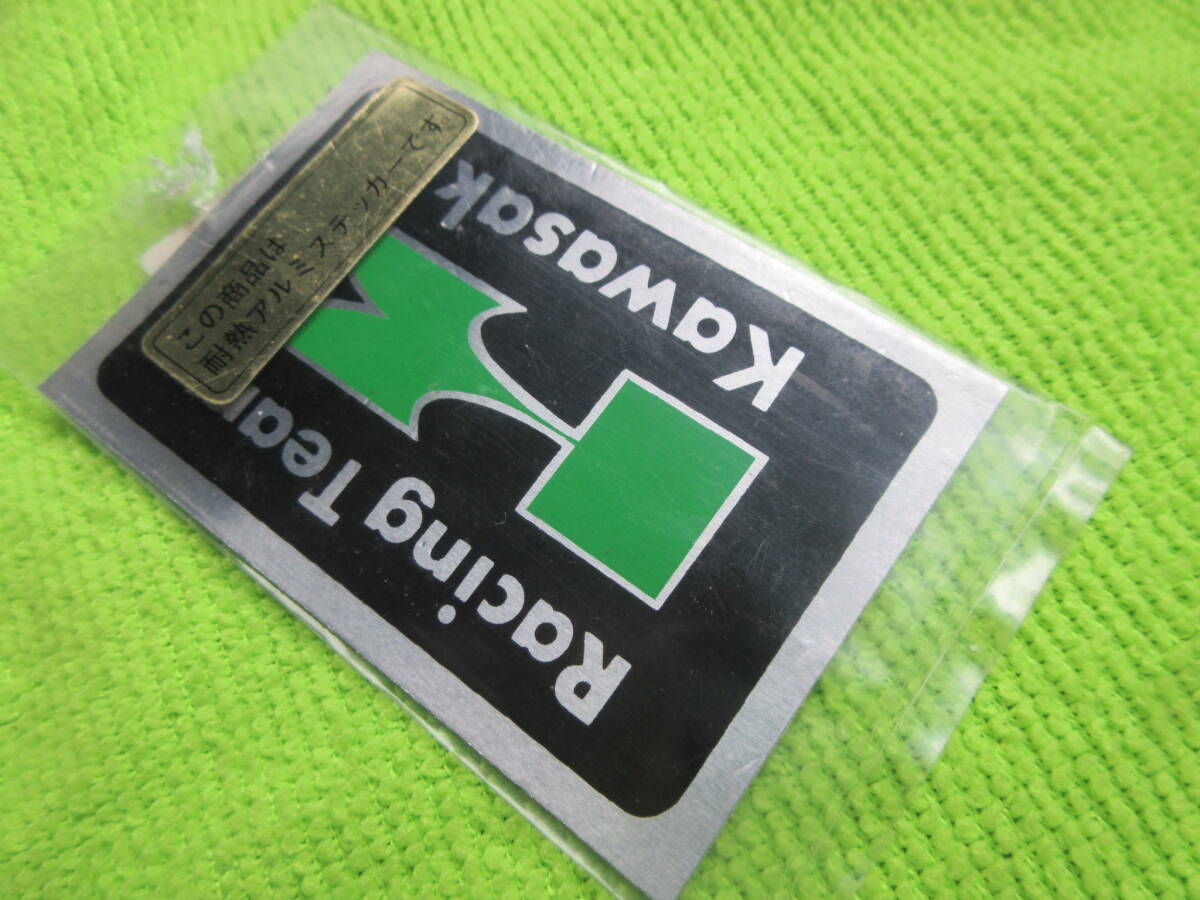 Kawasak
Racing Tea
この商品は
耐熱アルミステッカーです。